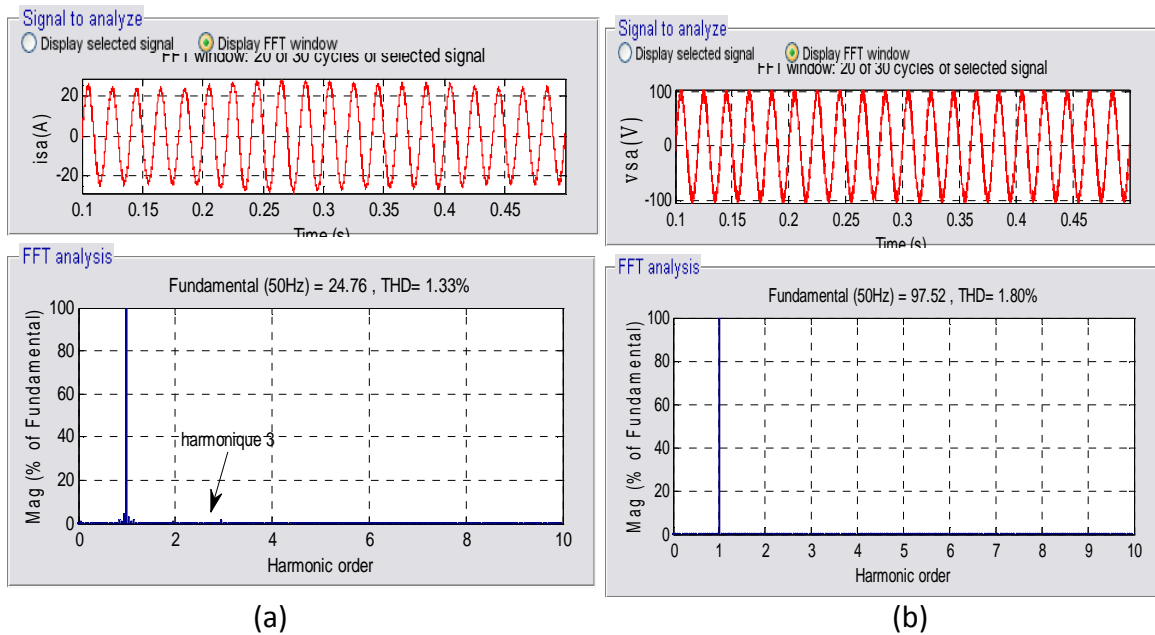 Signal to analyze
Display selected signal Display FFT window
FFT window: 20 of 30 cycles of selected signal
20
0
-20
isa(A)
0.1 0.15 0.2 0.25 0.3 0.35 0.4 0.45
Time (s)
FFT analysis
Fundamental (50Hz) = 24.76 , THD= 1.33%
100
80
60
40
20
0
Mag (% of Fundamental)
harmonique 3
0 2 4 6 8 10
Harmonic order
(a)
Signal to analyze
Display selected signal Display FFT window
FFT window: 20 of 30 cycles of selected signal
100
0
-100
vsa(V)
0.1 0.15 0.2 0.25 0.3 0.35 0.4 0.45
Time (s)
FFT analysis
Fundamental (50Hz) = 97.52 , THD= 1.80%
100
80
60
40
20
0
Mag (% of Fundamental)
0 1 2 3 4 5 6 7 8 9 10
Harmonic order
(b)